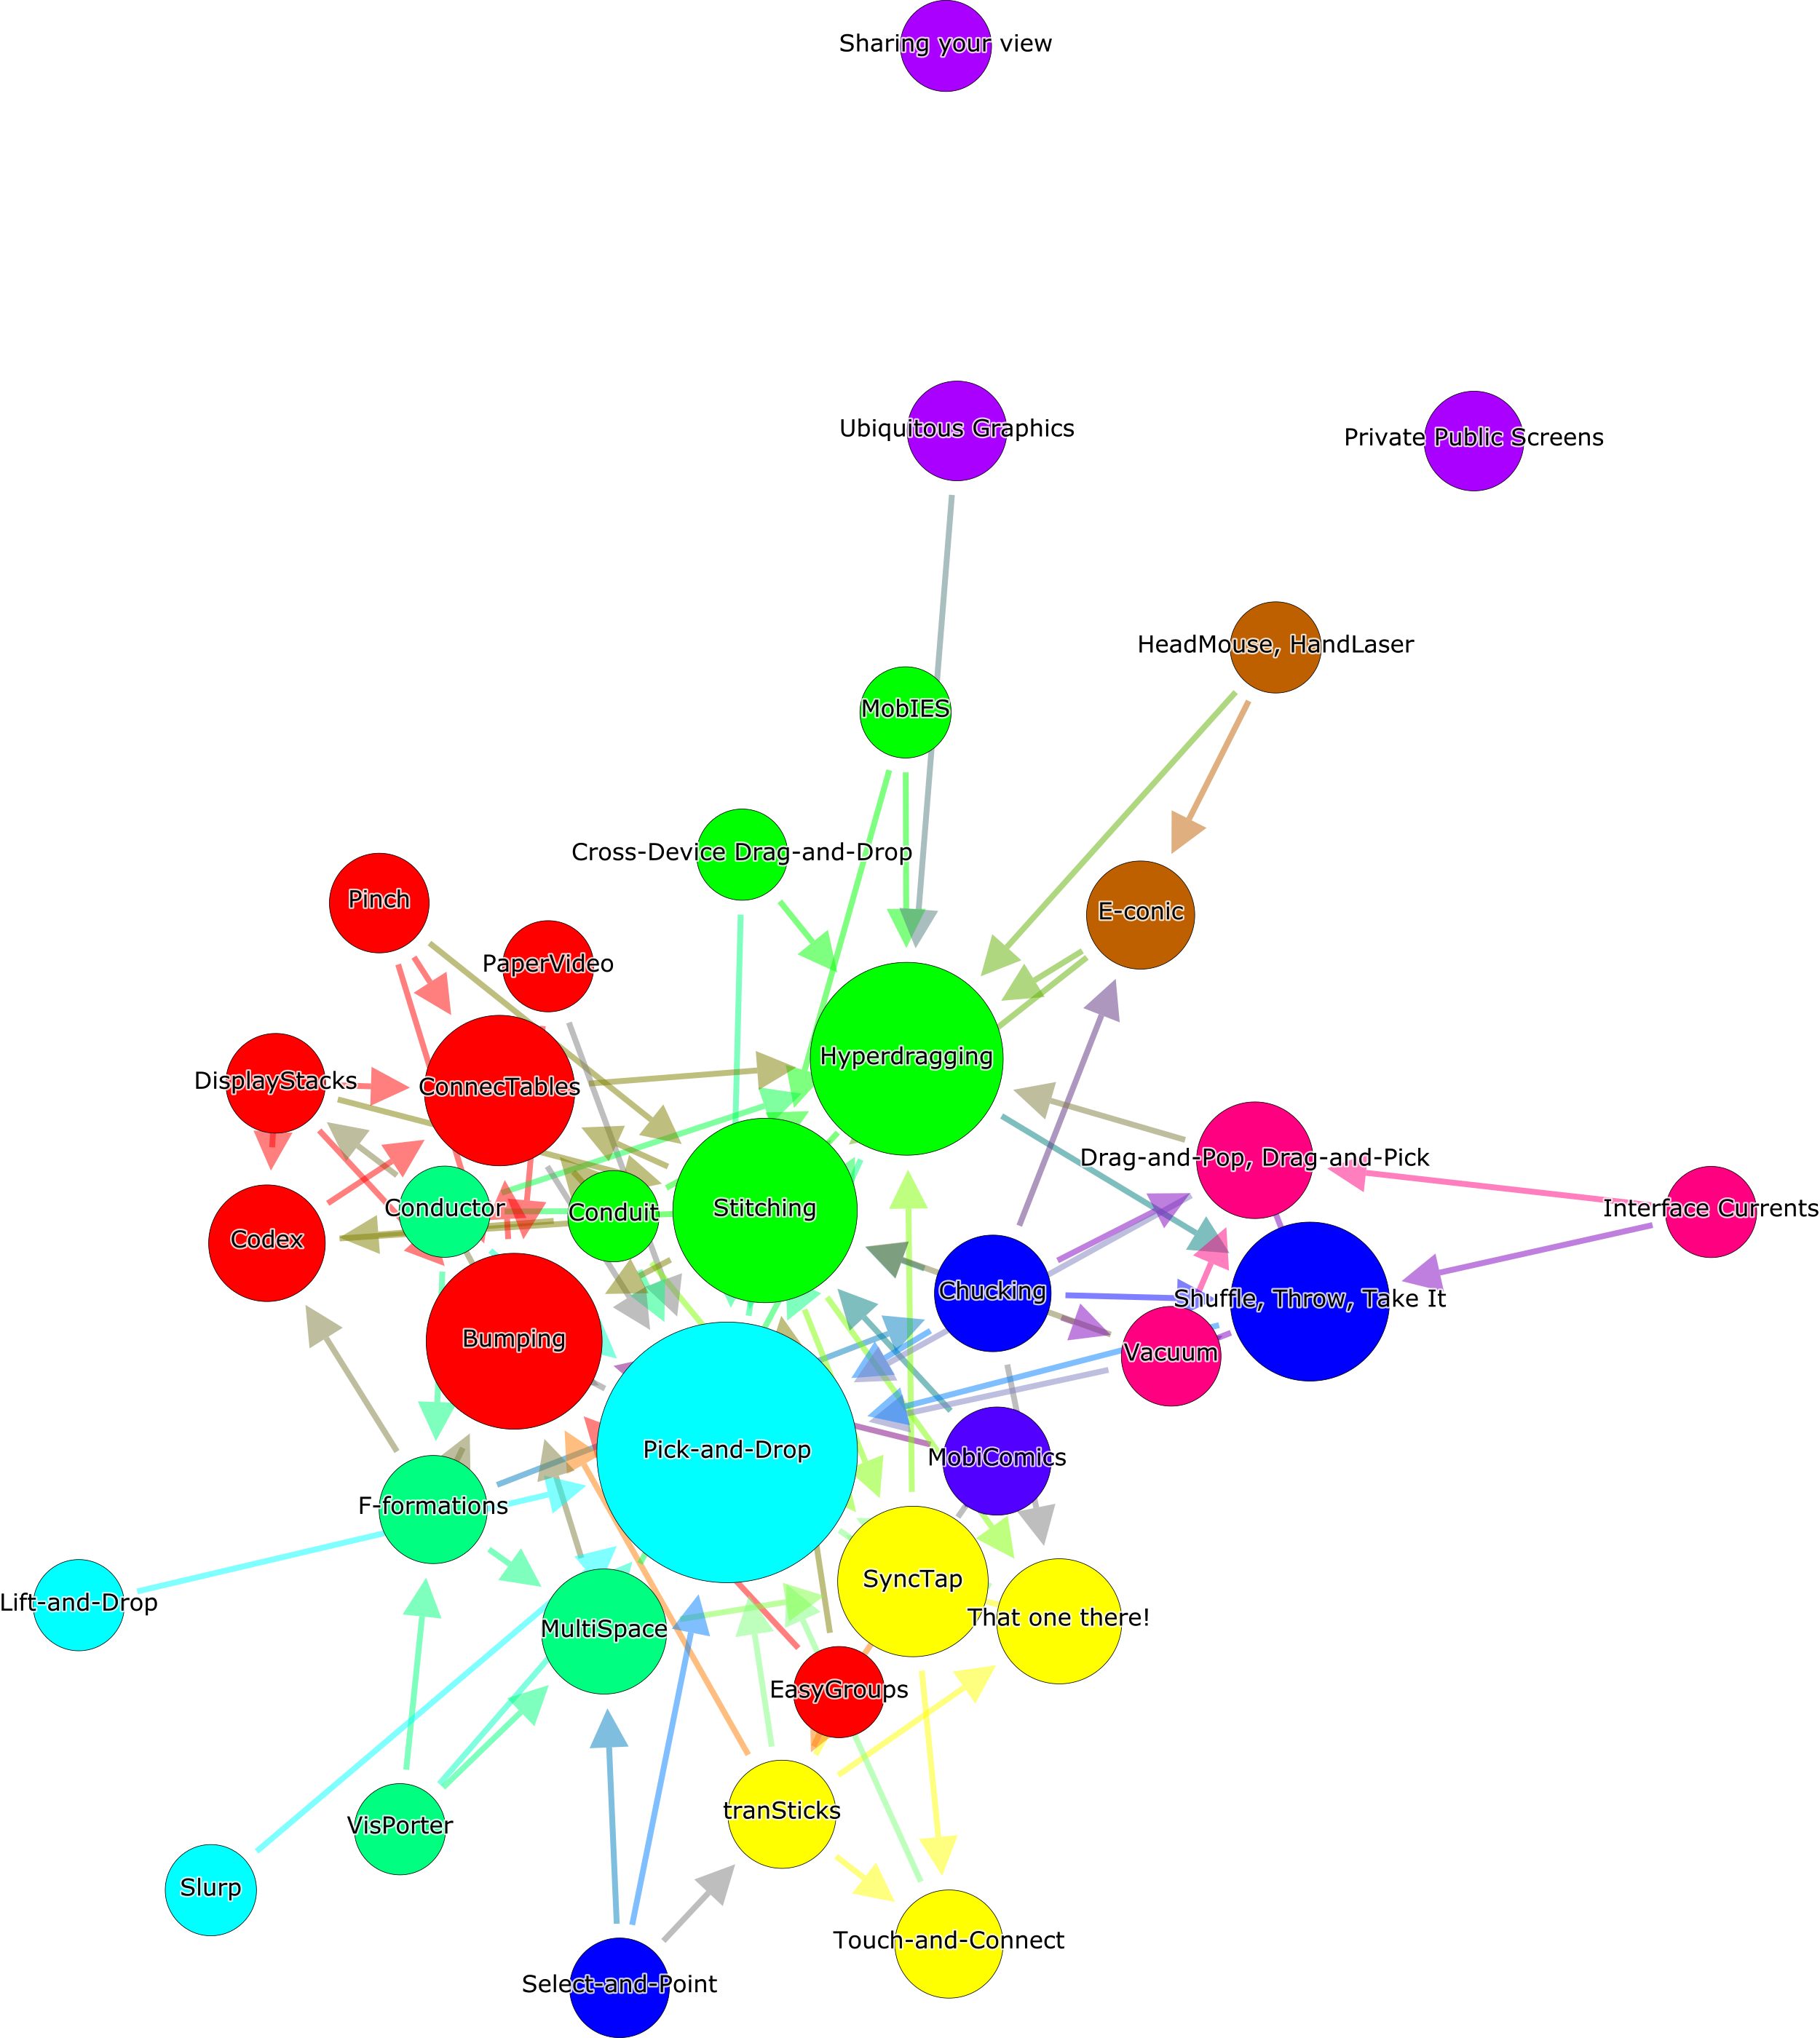 Sharing your view
Ubiquitous Graphics
Private Public Screens
HeadMouse, HandLaser
MobIES
Cross-Device Drag-and-Drop
Pinch
E-conic
PaperVideo
Hyperdragging
DisplayStacks
ConnecTables
Drag-and-Pop, Drag-and-Pick
Conductor
Conduit
Stitching
Interface Currents
Codex
Chucking
Shuffle, Throw, Take It
Bumping
Vacuum
Pick-and-Drop
MobiComics
F-formations
SyncTap
Lift-and-Drop
That one there!
MultiSpace
EasyGroups
tranSticks
VisPorter
Slurp
Touch-and-Connect
Select-and-Point